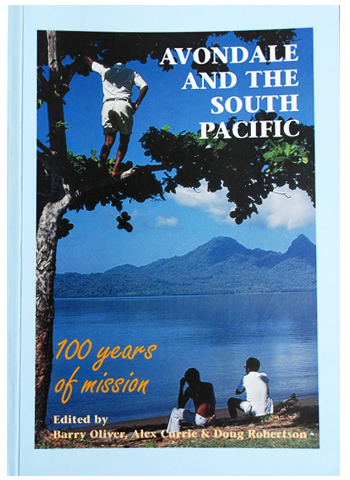 AVONDALE
AND THE
SOUTH
PACIFIC
100 years
of mission
Edited by
Barry Oliver, Alex Currie & Doug Robertson